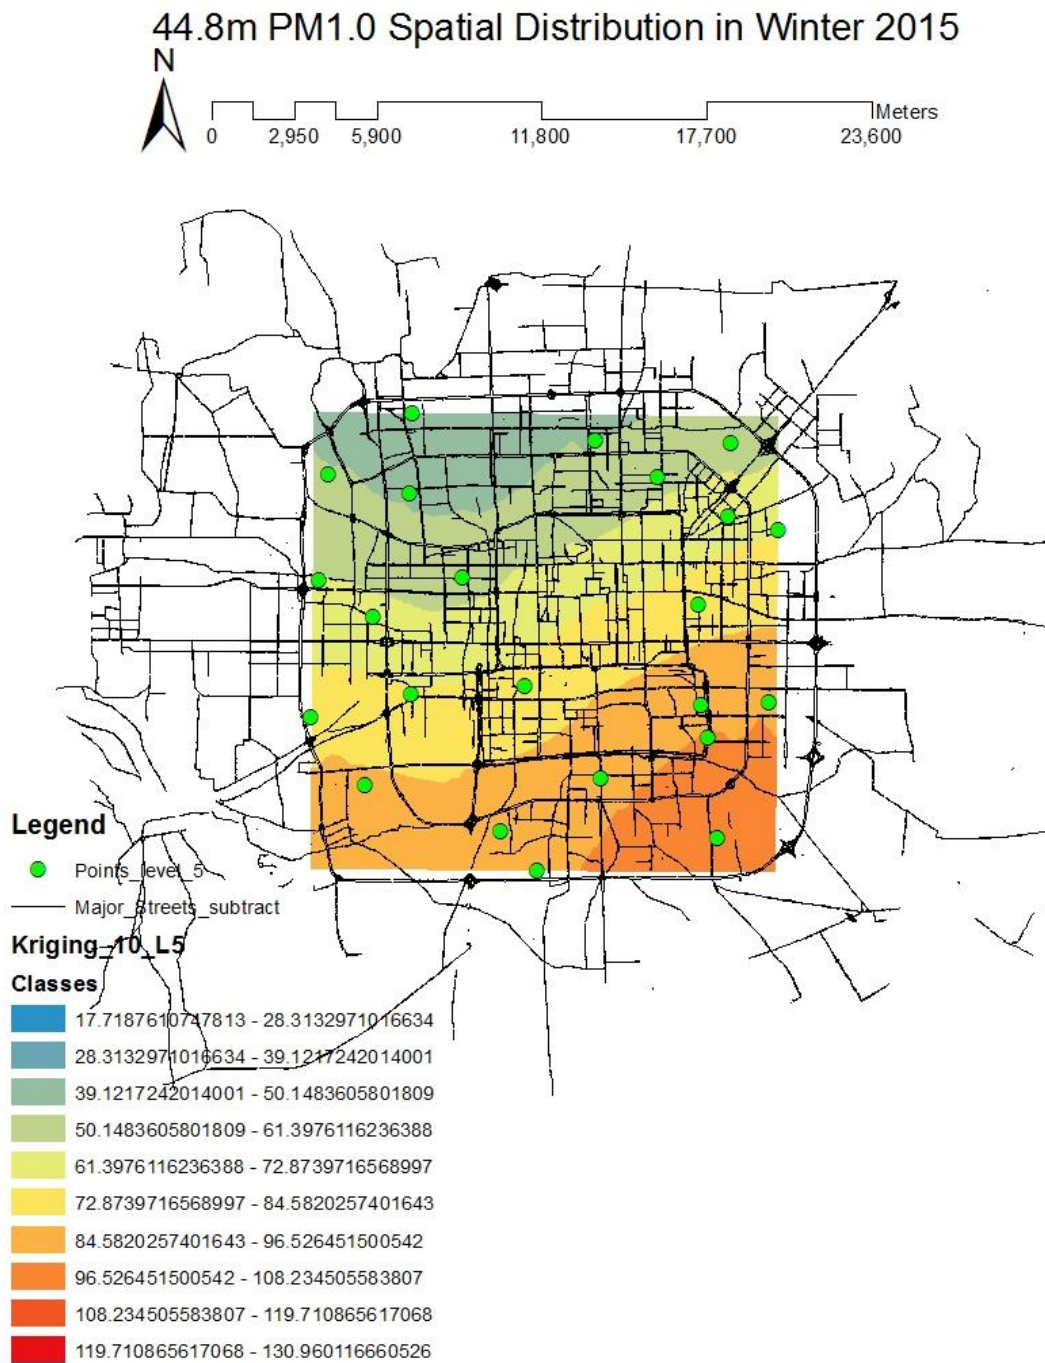 44.8m PM1.0 Spatial Distribution in Winter 2015
N
Meters
0 2,950 5,900 11,800 17,700 23,600
Legend
Points_level_5
Major_Streets_subtract
Kriging_10_L5
Classes
17.7187610747813 - 28.3132971016634
28.3132971016634 - 39.1217242014001
39.1217242014001 - 50.1483605801809
50.1483605801809 - 61.3976116236388
61.3976116236388 - 72.8739716568997
72.8739716568997 - 84.5820257401643
84.5820257401643 - 96.526451500542
96.526451500542 - 108.234505583807
108.234505583807 - 119.710865617068
119.710865617068 - 130.960116660526